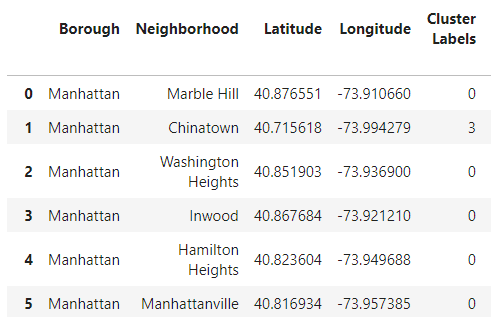 Borough Neighborhood Latitude Longitude Cluster Labels
0 Manhattan Marble Hill 40.876551 -73.910660 0
1 Manhattan Chinatown 40.715618 -73.994279 3
2 Manhattan Washington Heights 40.851903 -73.936900 0
3 Manhattan Inwood 40.867684 -73.921210 0
4 Manhattan Hamilton Heights 40.823604 -73.949688 0
5 Manhattan Manhattanville 40.816934 -73.957385 0